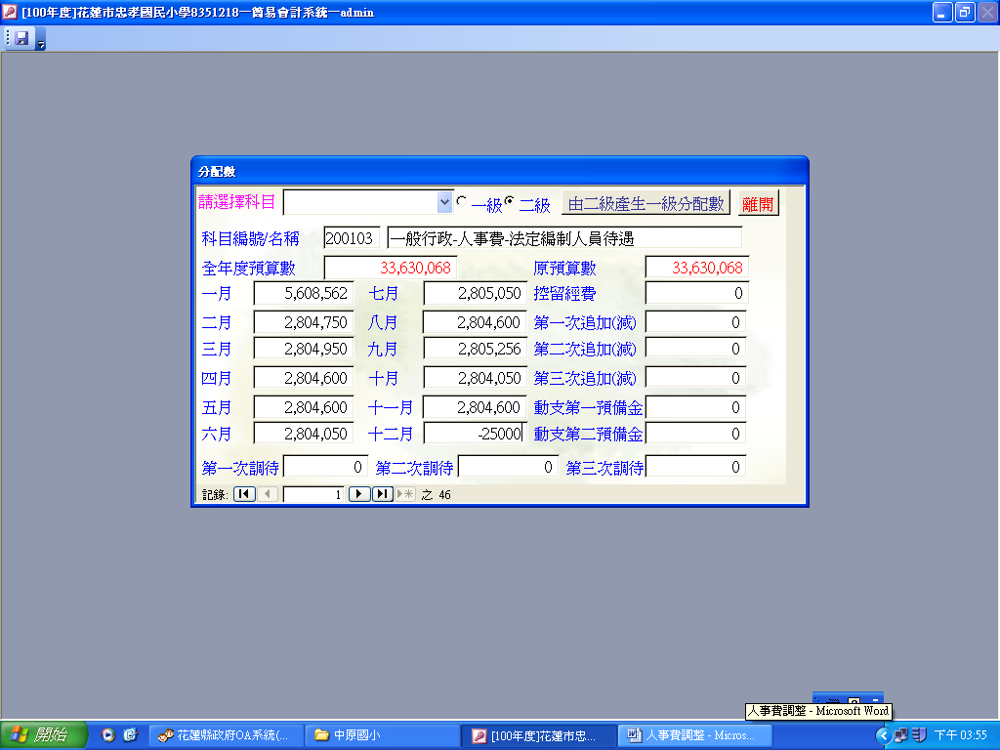 [100年度]花蓮市忠孝國民小學8351218—簡易會計系統—admin
分配數
請選擇科目 一級 二級 由二級產生一級分配數 離開
科目編號/名稱 200103 一般行政-人事費-法定編制人員待遇
全年度預算數 33,630,068 原預算數 33,630,068
一月 5,608,562 七月 2,805,050 控留經費 0
二月 2,804,750 八月 2,804,600 第一次追加(減) 0
三月 2,804,950 九月 2,805,256 第二次追加(減) 0
四月 2,804,600 十月 2,804,050 第三次追加(減) 0
五月 2,804,600 十一月 2,804,600 動支第一預備金 0
六月 2,804,050 十二月 -25000 動支第二預備金 0
第一次調待 0 第二次調待 0 第三次調待 0
記錄: 1 之 46
人事費調整 - Microsoft Word
開始 花蓮縣政府OA系統(... 中原國小 [100年度]花蓮市忠... 人事費調整 - Micros... 下午 03:55